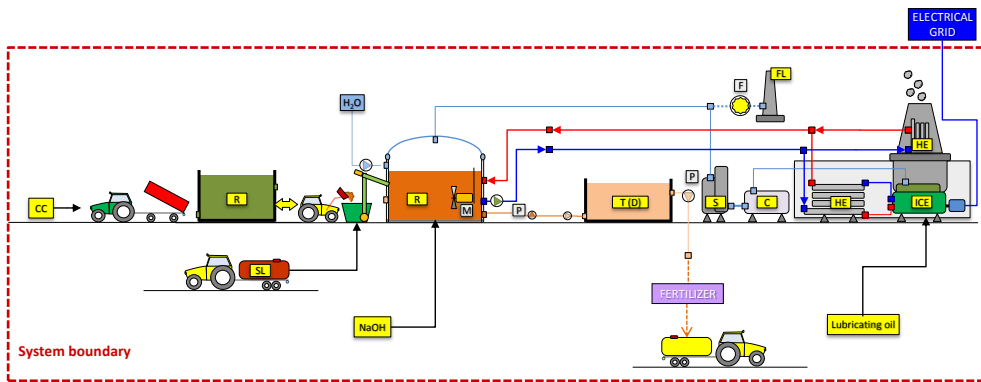 ELECTRICAL
GRID
FL
F
H2O
HE
CC
R
R
M
P
T (D)
P
S
C
HE
ICE
SL
FERTILIZER
NaOH
Lubricating oil
System boundary